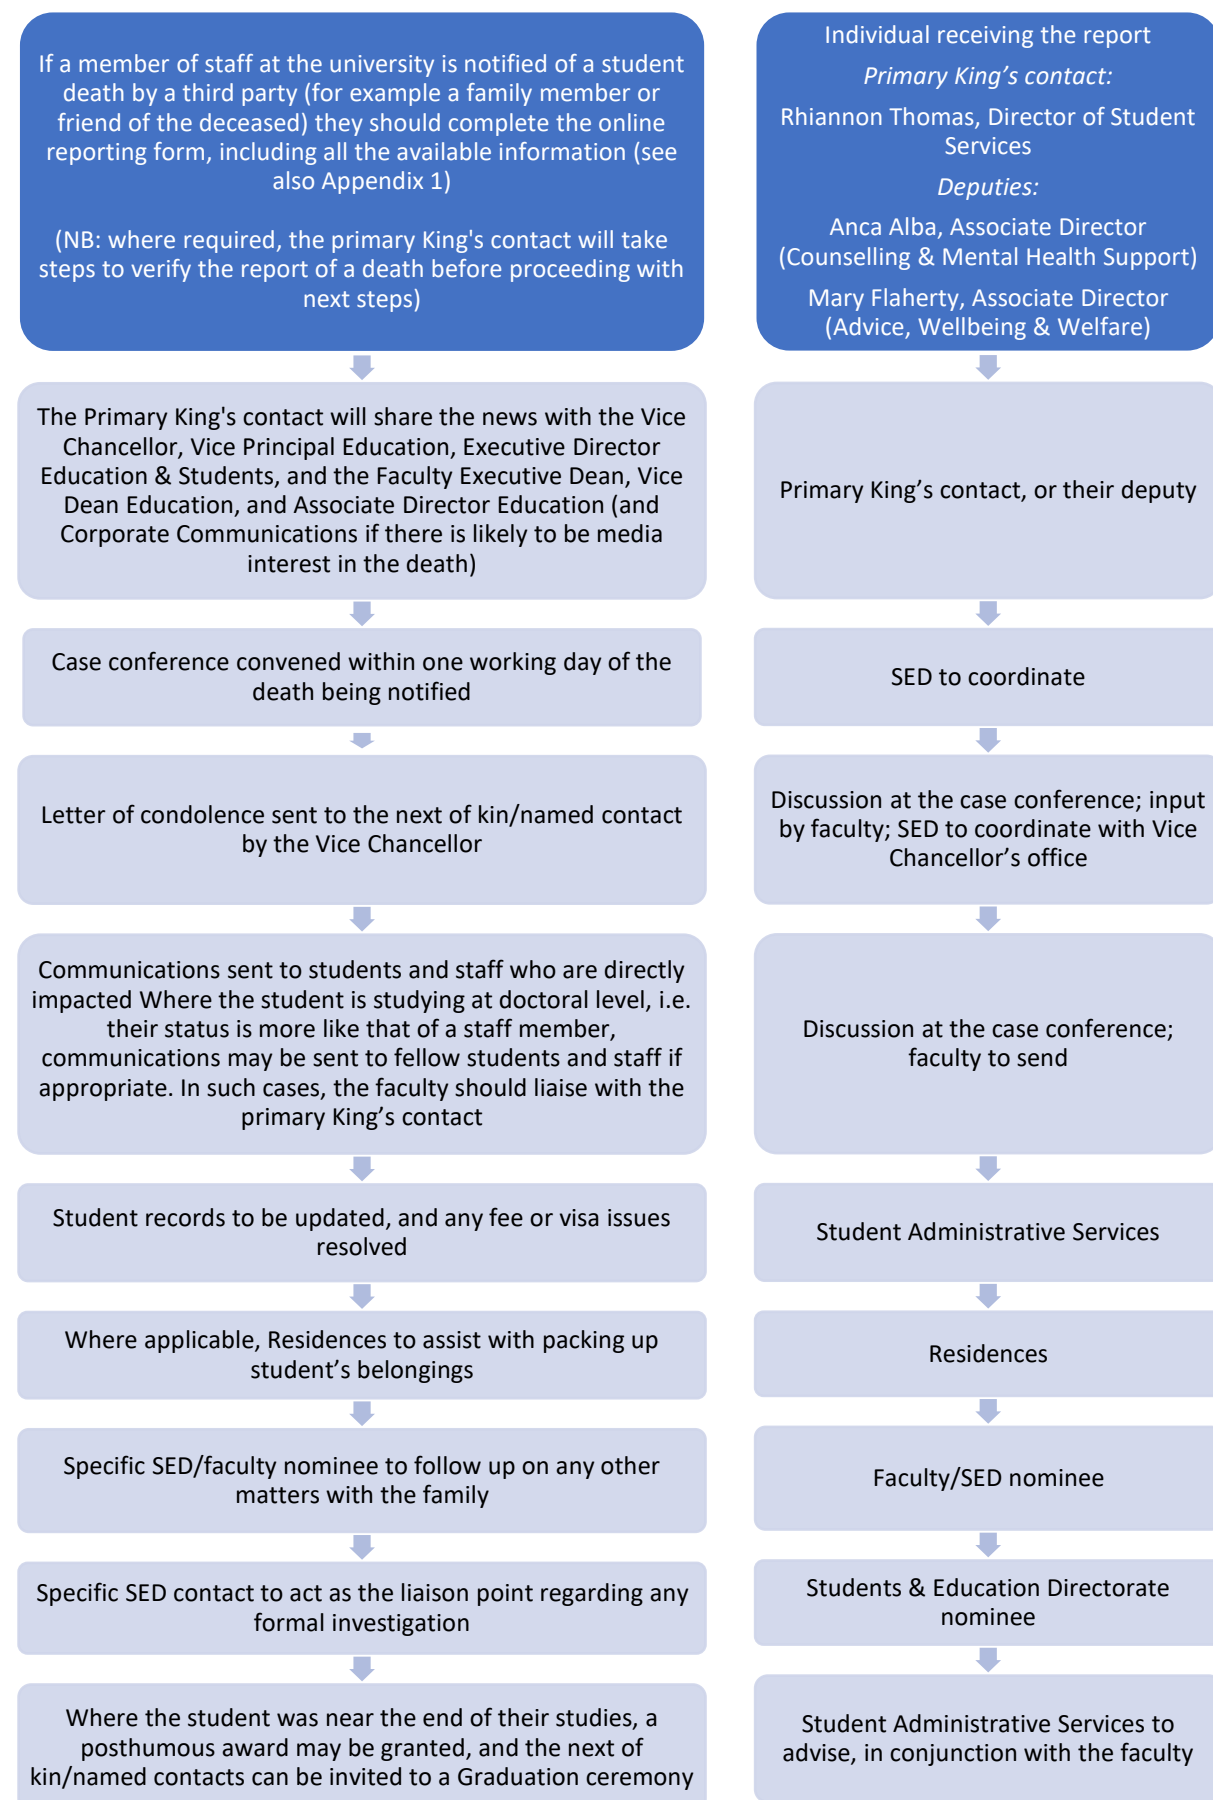 If a member of staff at the university is notified of a student
death by a third party (for example a family member or
friend of the deceased) they should complete the online
reporting form, including all the available information (see
also Appendix 1)
(NB: where required, the primary King's contact will take
steps to verify the report of a death before proceeding with
next steps)
Individual receiving the report
Primary King’s contact:
Rhiannon Thomas, Director of Student
Services
Deputies:
Anca Alba, Associate Director
(Counselling & Mental Health Support)
Mary Flaherty, Associate Director
(Advice, Wellbeing & Welfare)
The Primary King's contact will share the news with the Vice
Chancellor, Vice Principal Education, Executive Director
Education & Students, and the Faculty Executive Dean, Vice
Dean Education, and Associate Director Education (and
Corporate Communications if there is likely to be media
interest in the death)
Primary King’s contact, or their deputy
Case conference convened within one working day of the
death being notified
SED to coordinate
Letter of condolence sent to the next of kin/named contact
by the Vice Chancellor
Discussion at the case conference; input
by faculty; SED to coordinate with Vice
Chancellor’s office
Communications sent to students and staff who are directly
impacted Where the student is studying at doctoral level, i.e.
their status is more like that of a staff member,
communications may be sent to fellow students and staff if
appropriate. In such cases, the faculty should liaise with the
primary King’s contact
Discussion at the case conference;
faculty to send
Student records to be updated, and any fee or visa issues
resolved
Student Administrative Services
Where applicable, Residences to assist with packing up
student’s belongings
Residences
Specific SED/faculty nominee to follow up on any other
matters with the family
Faculty/SED nominee
Specific SED contact to act as the liaison point regarding any
formal investigation
Students & Education Directorate
nominee
Where the student was near the end of their studies, a
posthumous award may be granted, and the next of
kin/named contacts can be invited to a Graduation ceremony
Student Administrative Services to
advise, in conjunction with the faculty